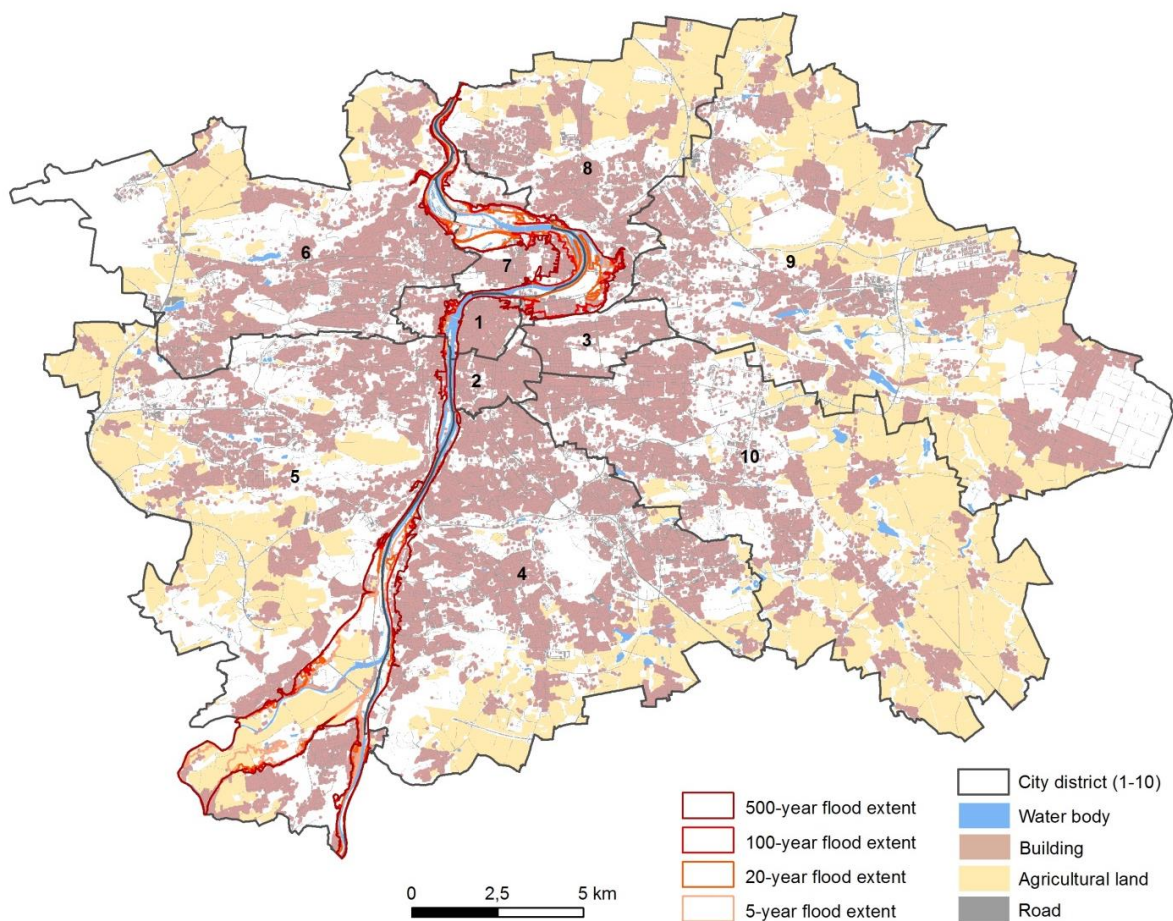 8
6
9
7
1
3
2
10
5
4
500-year flood extent
100-year flood extent
20-year flood extent
5-year flood extent
City district (1-10)
Water body
Building
Agricultural land
Road
0 2,5 5 km